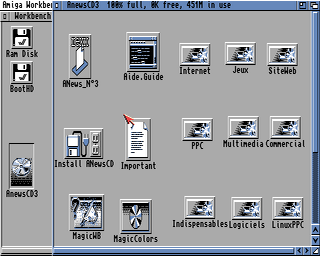 Amiga Workben
AnewsCD3 100% full, 0K free, 451M in use
Workbench
Ram Disk
BootHD
AnewsCD3
ANews_N°3
Aide.Guide
Internet
Jeux
SiteWeb
Install ANewsCD
Important
PPC
Multimedia
Commercial
MagicWB
MagicColors
Indispensables
Logiciels
LinuxPPC